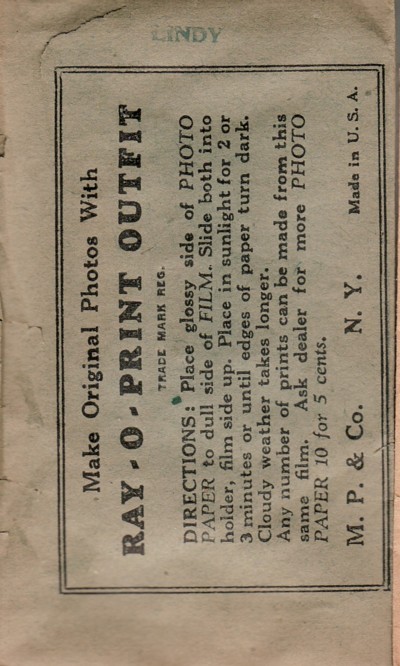 LINDY
Make Original Photos With
RAY-O-PRINT OUTFIT
TRADE MARK REG.
DIRECTIONS: Place glossy side of PHOTO
PAPER to dull side of FILM. Slide both into
holder, film side up. Place in sunlight for 2 or
3 minutes or until edges of paper turn dark.
Cloudy weather takes longer.
Any number of prints can be made from this
same film. Ask dealer for more PHOTO
PAPER 10 for 5 cents.
M. P. & Co. N. Y. Made in U. S. A.